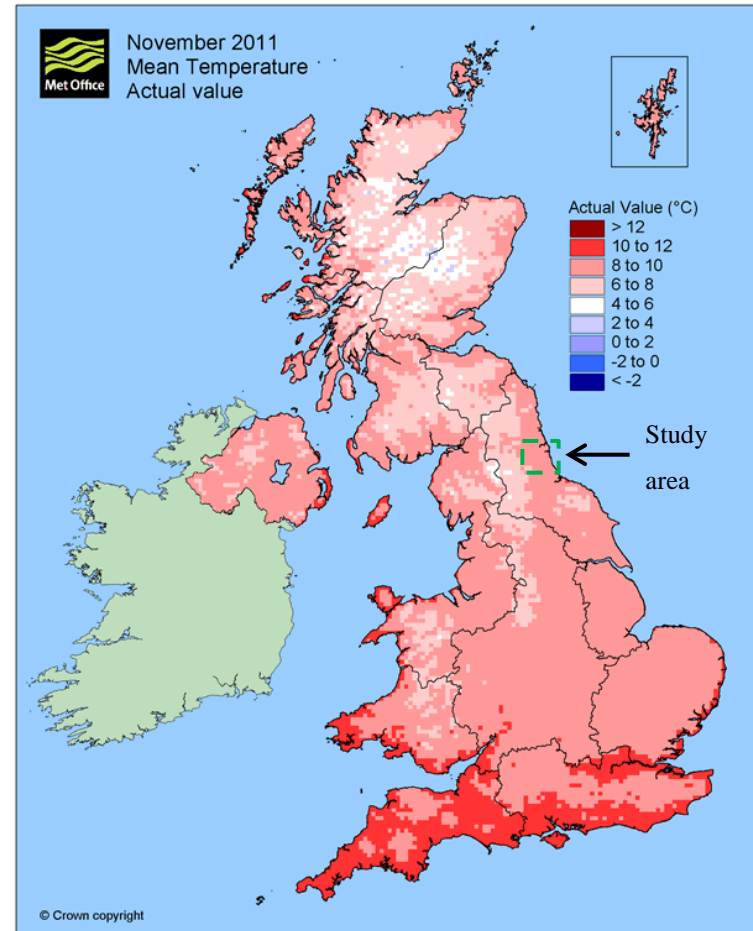 Met Office
November 2011
Mean Temperature
Actual value
Actual Value (°C)
> 12
10 to 12
8 to 10
6 to 8
4 to 6
2 to 4
0 to 2
-2 to 0
< -2
Study
area
© Crown copyright